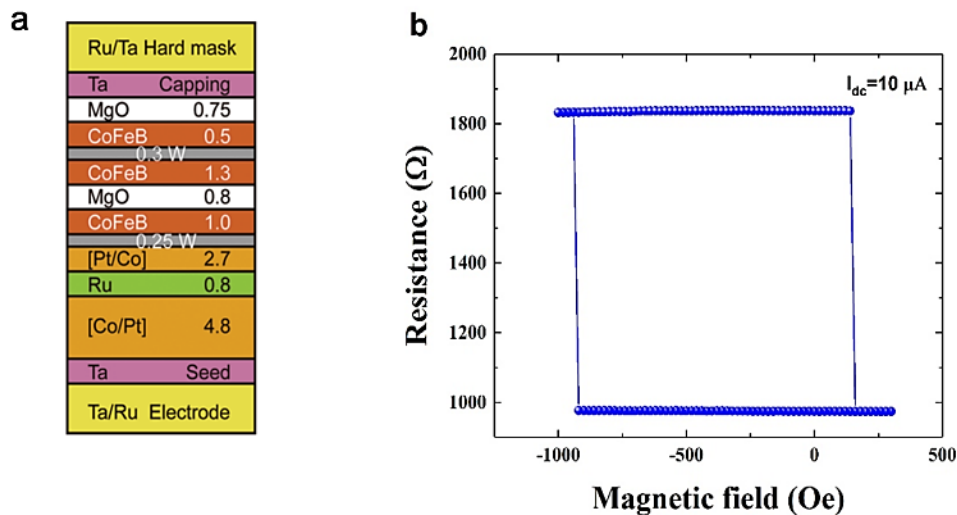 a
Ru/Ta Hard mask
Ta Capping
MgO 0.75
CoFeB 0.5
0.3 W
CoFeB 1.3
MgO 0.8
CoFeB 1.0
0.25 W
[Pt/Co] 2.7
Ru 0.8
[Co/Pt] 4.8
Ta Seed
Ta/Ru Electrode
b
I_dc=10 μA
Resistance (Ω)
2000
1800
1600
1400
1200
1000
-1000 -500 0 500
Magnetic field (Oe)